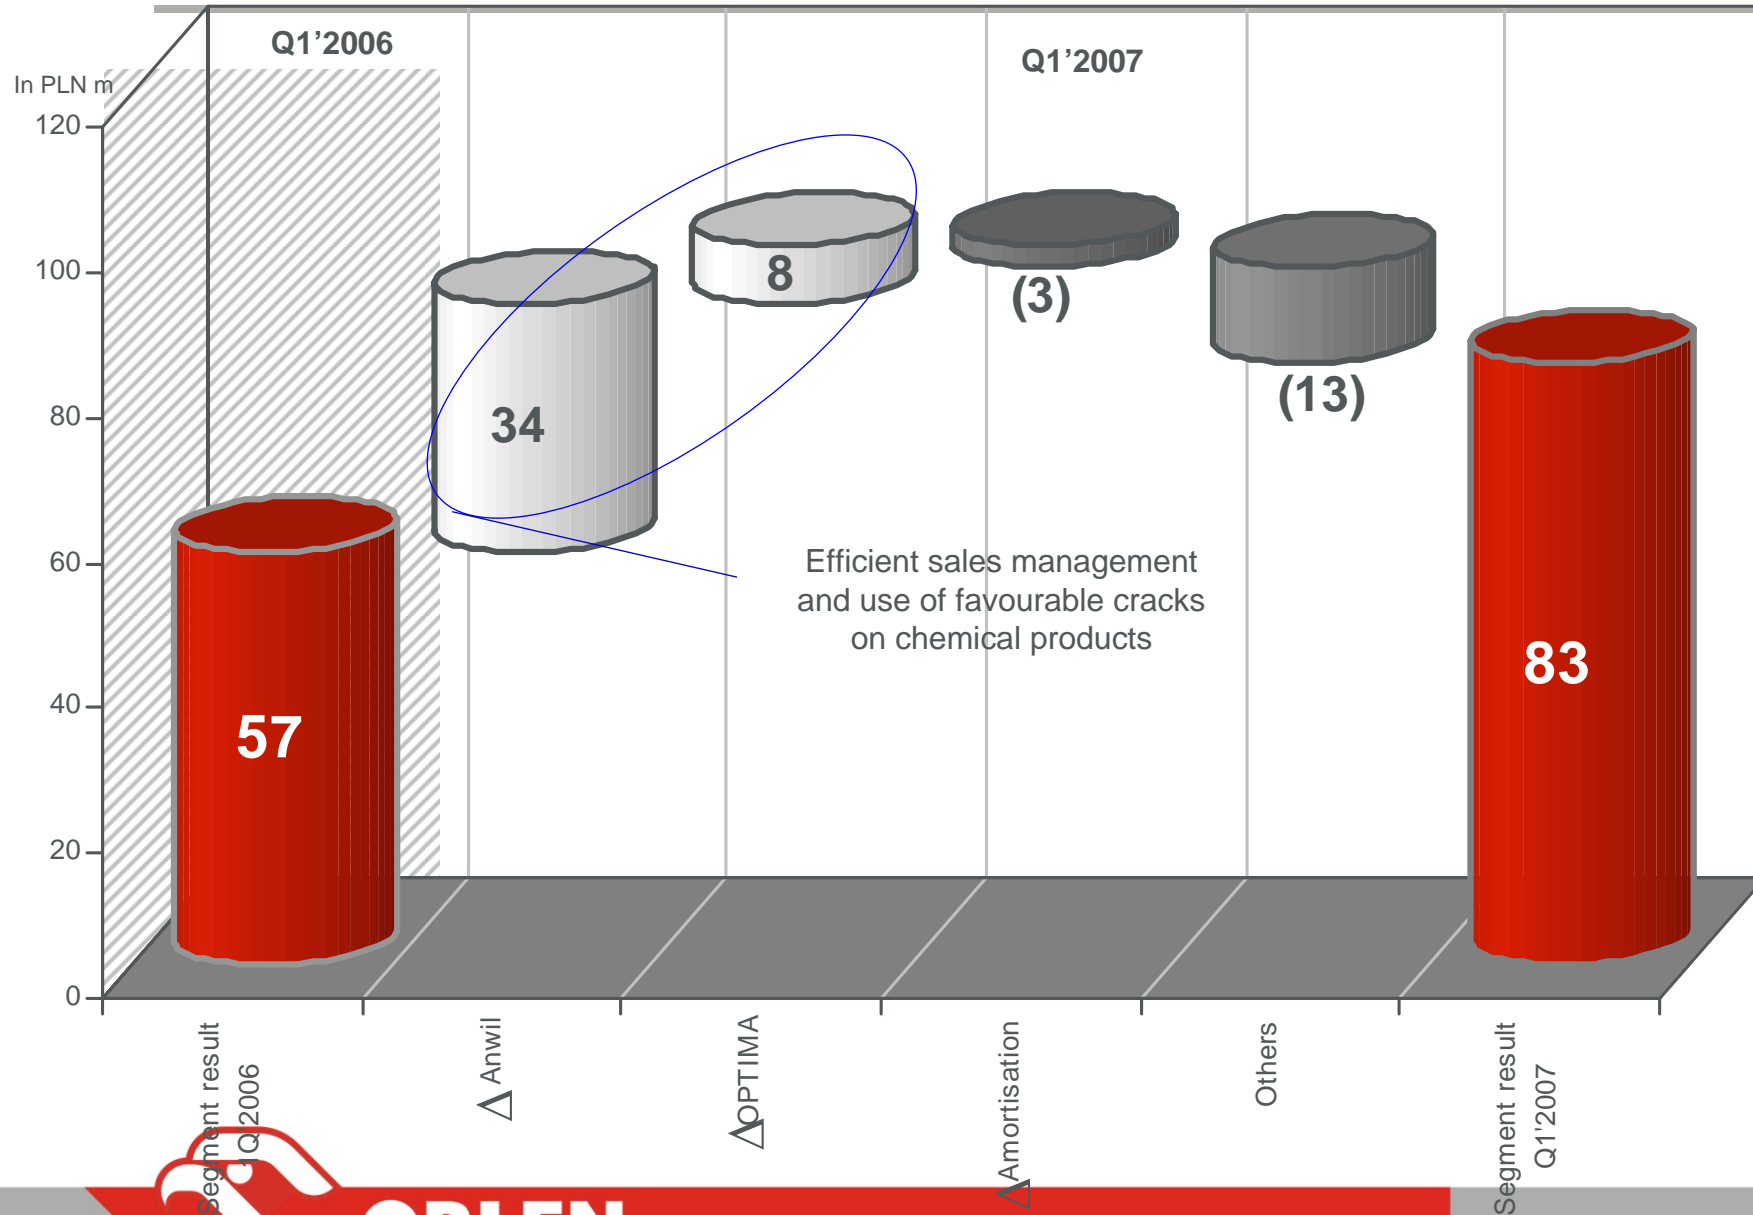 Q1’2006
Q1’2007
In PLN m
120
100
80
60
40
20
0
57
34
8
(3)
(13)
83
Efficient sales management
and use of favourable cracks
on chemical products
Segment result
1Q'2006
△ Anwil
△OPTIMA
△Amortisation
Others
Segment result
Q1'2007
ORLEN